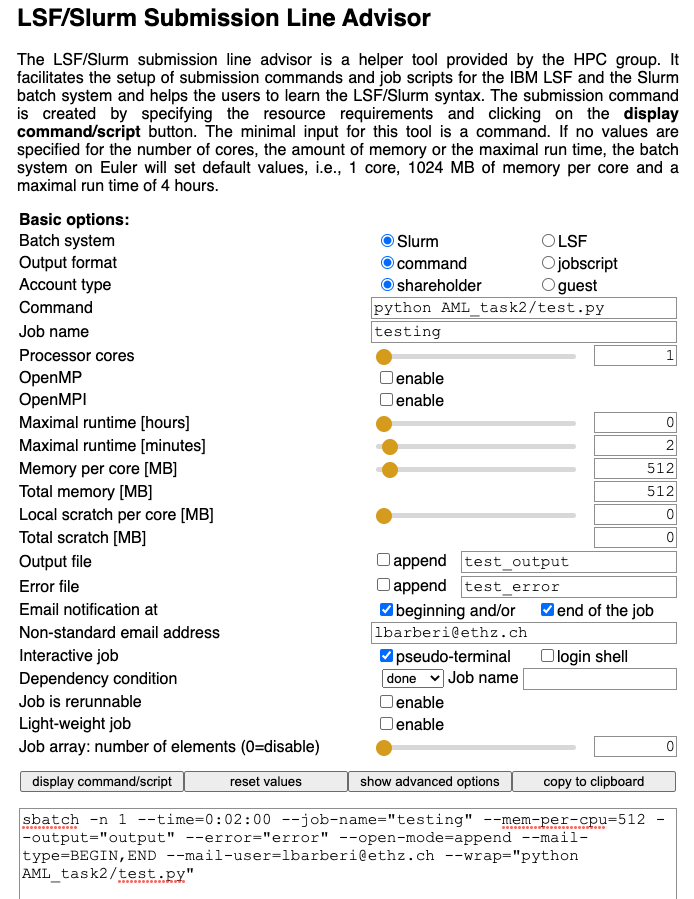 LSF/Slurm Submission Line Advisor
The LSF/Slurm submission line advisor is a helper tool provided by the HPC group. It
facilitates the setup of submission commands and job scripts for the IBM LSF and the Slurm
batch system and helps the users to learn the LSF/Slurm syntax. The submission command
is created by specifying the resource requirements and clicking on the display
command/script button. The minimal input for this tool is a command. If no values are
specified for the number of cores, the amount of memory or the maximal run time, the batch
system on Euler will set default values, i.e., 1 core, 1024 MB of memory per core and a
maximal run time of 4 hours.
Basic options:
Batch system Slurm LSF
Output format command jobscript
Account type shareholder guest
Command python AML_task2/test.py
Job name testing
Processor cores 1
OpenMP enable
OpenMPI enable
Maximal runtime [hours] 0
Maximal runtime [minutes] 2
Memory per core [MB] 512
Total memory [MB] 512
Local scratch per core [MB] 0
Total scratch [MB] 0
Output file append test_output
Error file append test_error
Email notification at beginning and/or end of the job
Non-standard email address lbarberi@ethz.ch
Interactive job pseudo-terminal login shell
Dependency condition done Job name
Job is rerunnable enable
Light-weight job enable
Job array: number of elements (0=disable) 0
display command/script reset values show advanced options copy to clipboard
sbatch -n 1 --time=0:02:00 --job-name="testing" --mem-per-cpu=512 -
-output="output" --error="error" --open-mode=append --mail-
type=BEGIN,END --mail-user=lbarberi@ethz.ch --wrap="python
AML_task2/test.py"